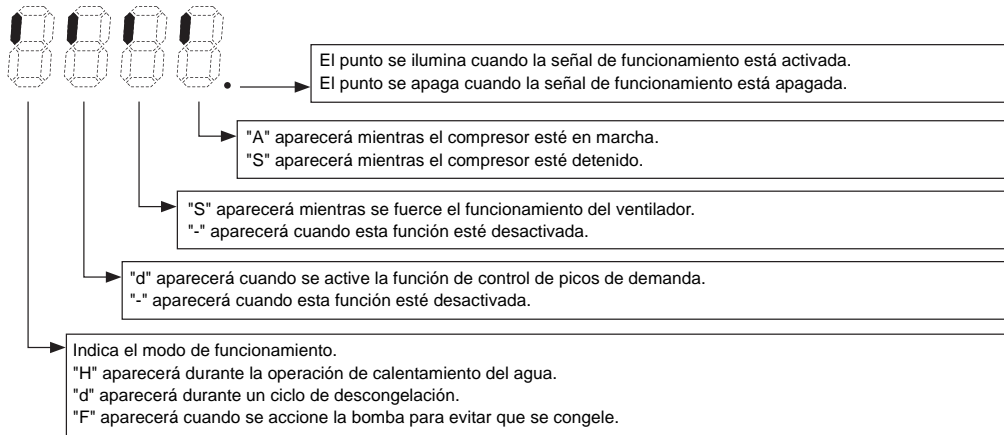 El punto se ilumina cuando la señal de funcionamiento está activada.
El punto se apaga cuando la señal de funcionamiento está apagada.
"A" aparecerá mientras el compresor esté en marcha.
"S" aparecerá mientras el compresor esté detenido.
"S" aparecerá mientras se fuerce el funcionamiento del ventilador.
"-" aparecerá cuando esta función esté desactivada.
"d" aparecerá cuando se active la función de control de picos de demanda.
"-" aparecerá cuando esta función esté desactivada.
Indica el modo de funcionamiento.
"H" aparecerá durante la operación de calentamiento del agua.
"d" aparecerá durante un ciclo de descongelación.
"F" aparecerá cuando se accione la bomba para evitar que se congele.